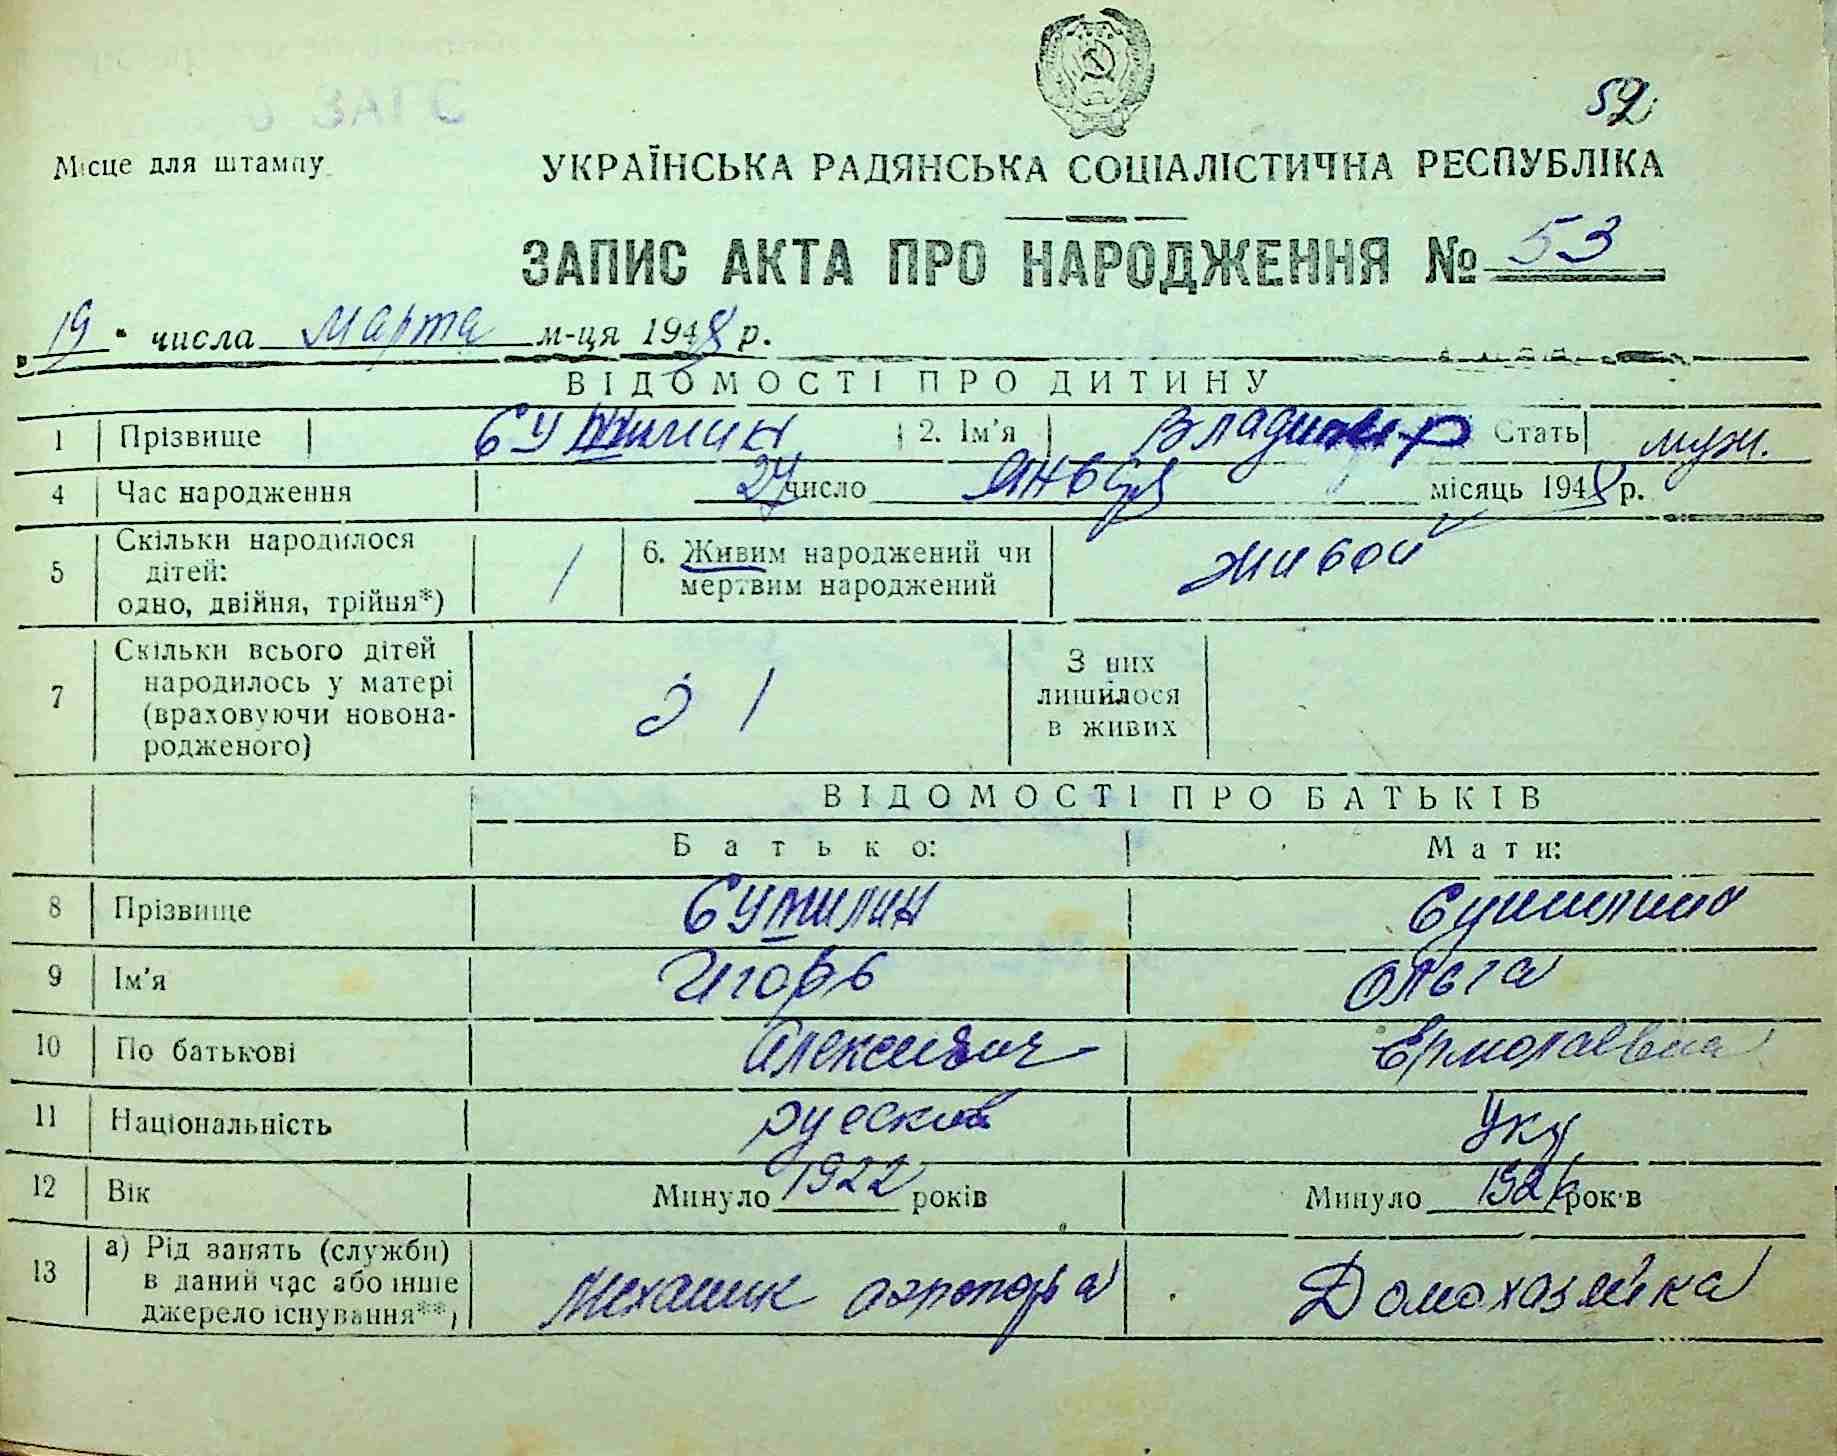 52
Місце для штампу
УКРАЇНСЬКА РАДЯНСЬКА СОЦІАЛІСТИЧНА РЕСПУБЛІКА
ЗАПИС АКТА ПРО НАРОДЖЕННЯ № 53
„19“ числа марта м-ця 1948 р.
ВІДОМОСТІ ПРО ДИТИНУ
1 Прізвище Сушилин 2. Ім'я Владимир Стать муж.
4 Час народження число января місяць 1948 р.
5 Скільки народилося дітей: одно, двійня, трійня*) 1 6. Живим народжений чи мертвим народжений живой
7 Скільки всього дітей народилось у матері (враховуючи новонародженого) 1 З них лишилося в живих
ВІДОМОСТІ ПРО БАТЬКІВ
Батько: Мати:
8 Прізвище Сушилин Сушилина
9 Ім'я Игорь Ольга
10 По батькові Алексеевич Ермолаевна
11 Національність русский Укр
12 Вік Минуло 1922 років Минуло років
13 а) Рід занять (служби) в даний час або інше джерело існування**) Механик аэропорта Домохазяйка